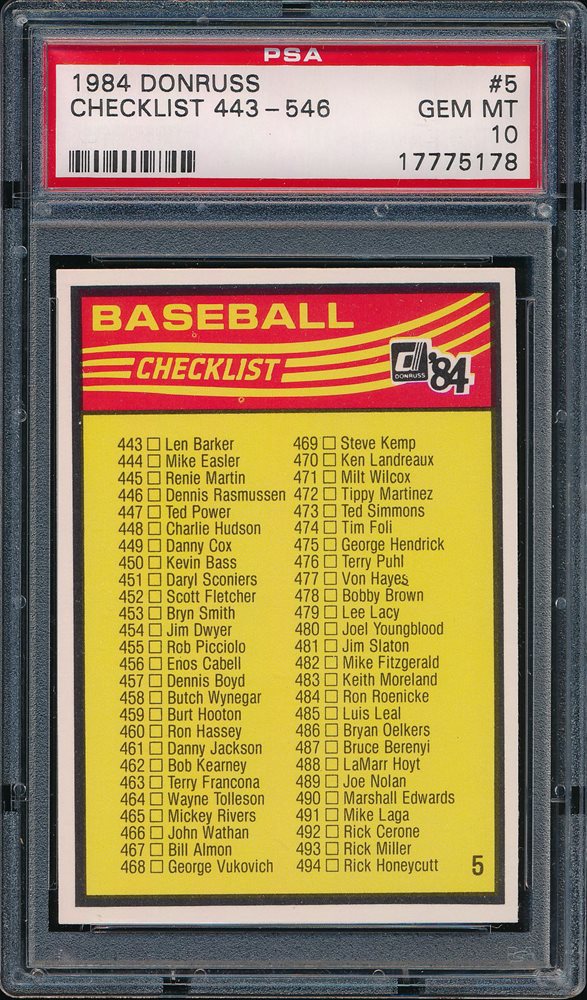 PSA
1984 DONRUSS #5
CHECKLIST 443-546 GEM MT
10
17775178
BASEBALL
CHECKLIST
DONRUSS '84
443 Len Barker
444 Mike Easler
445 Renie Martin
446 Dennis Rasmussen
447 Ted Power
448 Charlie Hudson
449 Danny Cox
450 Kevin Bass
451 Daryl Sconiers
452 Scott Fletcher
453 Bryn Smith
454 Jim Dwyer
455 Rob Picciolo
456 Enos Cabell
457 Dennis Boyd
458 Butch Wynegar
459 Burt Hooton
460 Ron Hassey
461 Danny Jackson
462 Bob Kearney
463 Terry Francona
464 Wayne Tolleson
465 Mickey Rivers
466 John Wathan
467 Bill Almon
468 George Vukovich
469 Steve Kemp
470 Ken Landreaux
471 Milt Wilcox
472 Tippy Martinez
473 Ted Simmons
474 Tim Foli
475 George Hendrick
476 Terry Puhl
477 Von Hayes
478 Bobby Brown
479 Lee Lacy
480 Joel Youngblood
481 Jim Slaton
482 Mike Fitzgerald
483 Keith Moreland
484 Ron Roenicke
485 Luis Leal
486 Bryan Oelkers
487 Bruce Berenyi
488 LaMarr Hoyt
489 Joe Nolan
490 Marshall Edwards
491 Mike Laga
492 Rick Cerone
493 Rick Miller
494 Rick Honeycutt
5